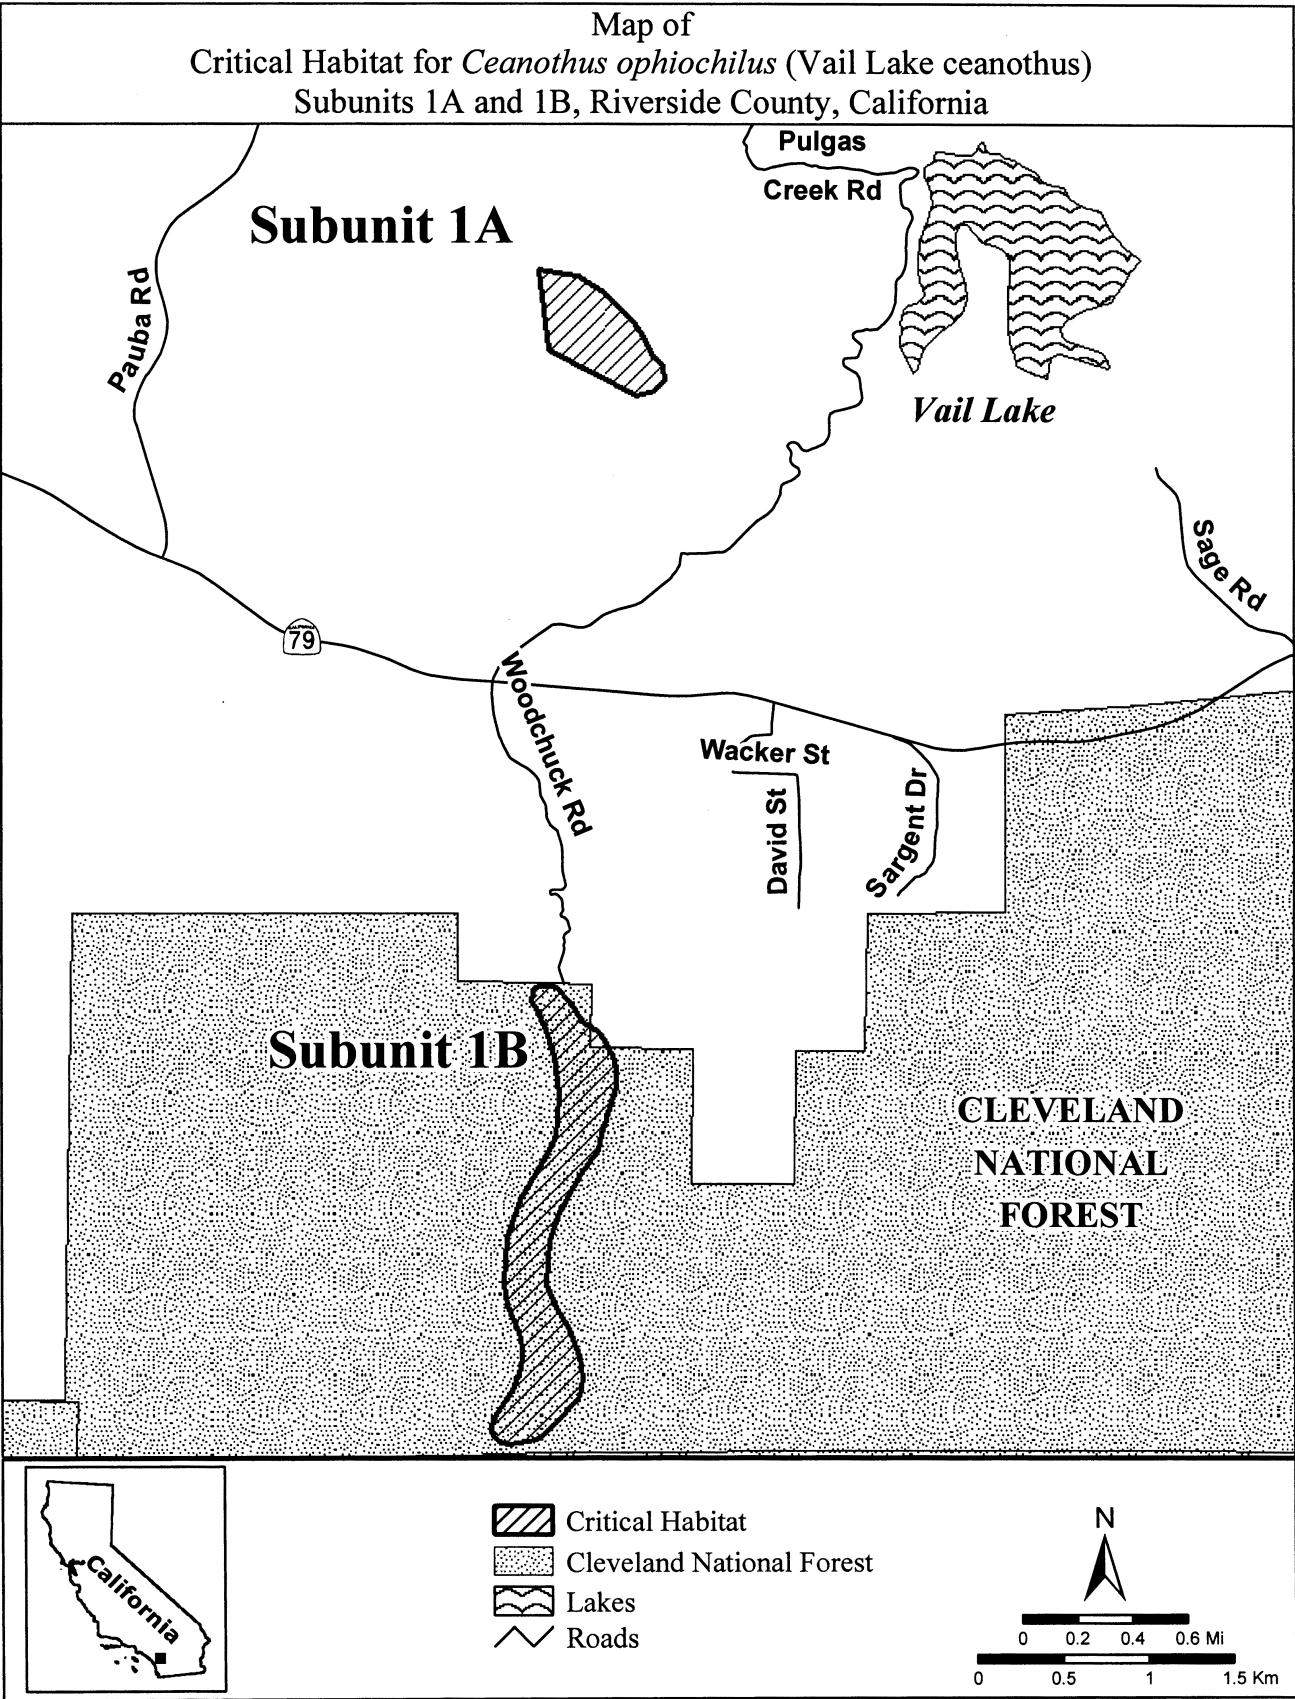 Map of
Critical Habitat for Ceanothus ophiochilus (Vail Lake ceanothus)
Subunits 1A and 1B, Riverside County, California
Pulgas
Creek Rd
Subunit 1A
Pauba Rd
Vail Lake
Sage Rd
CALIFORNIA
79
Woodchuck Rd
Wacker St
David St
Sargent Dr
Subunit 1B
CLEVELAND
NATIONAL
FOREST
California
Critical Habitat
Cleveland National Forest
Lakes
Roads
N
0 0.2 0.4 0.6 Mi
0 0.5 1 1.5 Km